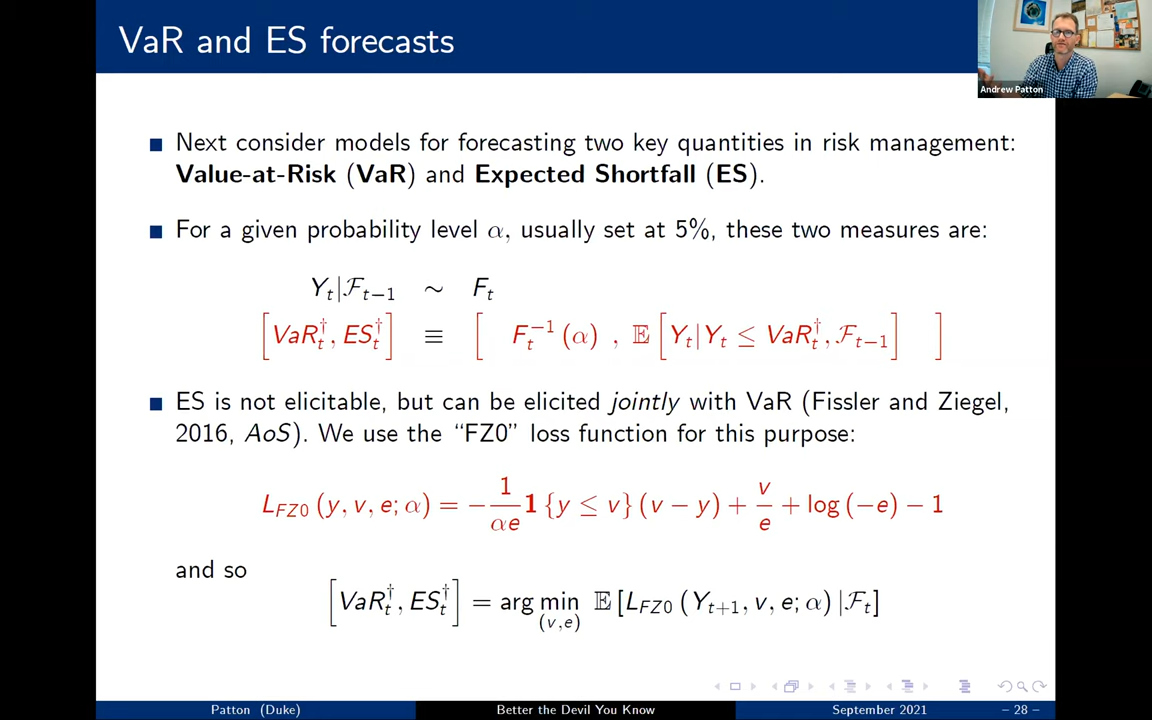 VaR and ES forecasts
Andrew Patton
Next consider models for forecasting two key quantities in risk management:
Value-at-Risk (VaR) and Expected Shortfall (ES).
For a given probability level α, usually set at 5%, these two measures are:
Y_t|ℱ_{t−1} ∼ F_t
[VaR_t^†, ES_t^†] ≡ [ F_t^{−1}(α) , 𝔼[Y_t|Y_t ≤ VaR_t^†, ℱ_{t−1}] ]
ES is not elicitable, but can be elicited jointly with VaR (Fissler and Ziegel,
2016, AoS). We use the “FZ0” loss function for this purpose:
L_{FZ0}(y, v, e; α) = −\frac{1}{αe} 1{y ≤ v}(v − y) + \frac{v}{e} + log(−e) − 1
and so
[VaR_t^†, ES_t^†] = arg min_{(v,e)} 𝔼[L_{FZ0}(Y_{t+1}, v, e; α)|ℱ_t]
Patton (Duke) Better the Devil You Know September 2021 – 28 –